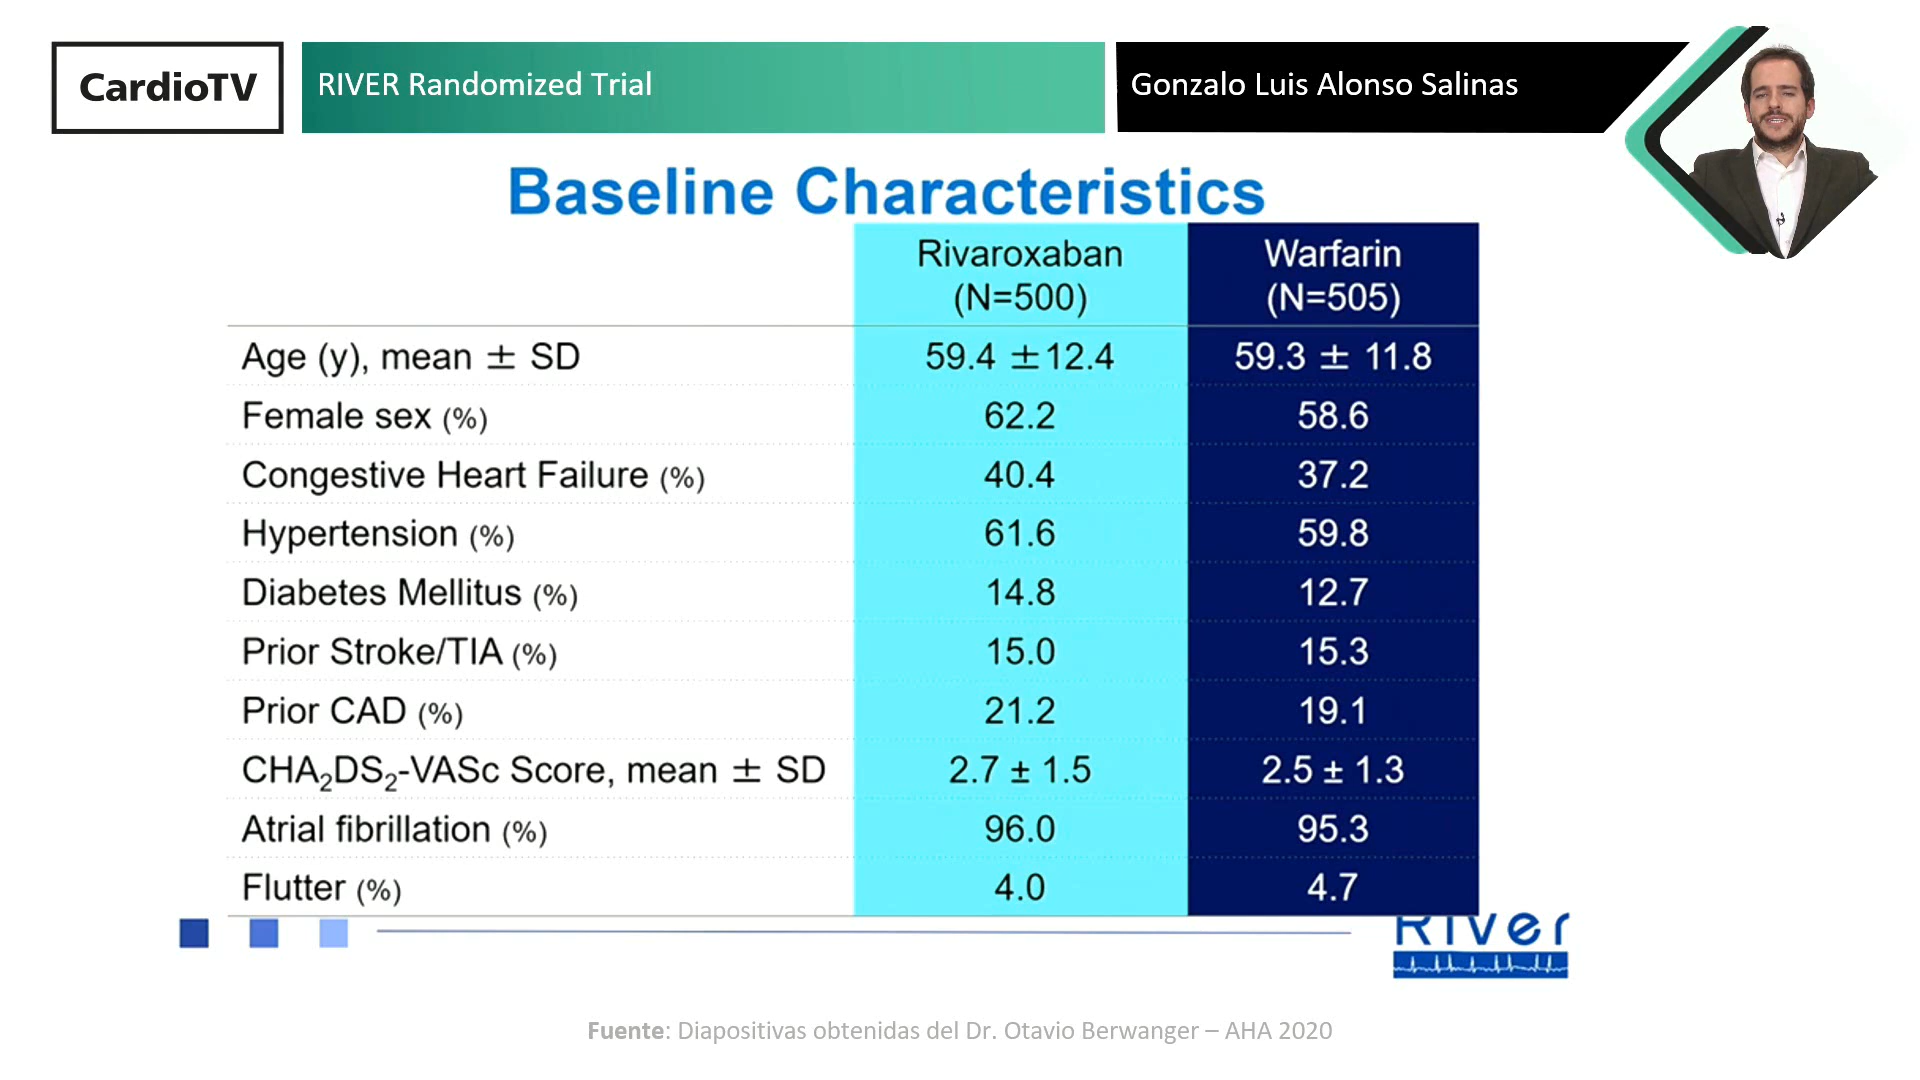 CardioTV
RIVER Randomized Trial
Gonzalo Luis Alonso Salinas
Baseline Characteristics
Rivaroxaban
(N=500)
Warfarin
(N=505)
Age (y), mean ± SD 59.4 ±12.4 59.3 ± 11.8
Female sex (%) 62.2 58.6
Congestive Heart Failure (%) 40.4 37.2
Hypertension (%) 61.6 59.8
Diabetes Mellitus (%) 14.8 12.7
Prior Stroke/TIA (%) 15.0 15.3
Prior CAD (%) 21.2 19.1
CHA₂DS₂-VASc Score, mean ± SD 2.7 ± 1.5 2.5 ± 1.3
Atrial fibrillation (%) 96.0 95.3
Flutter (%) 4.0 4.7
River
Fuente: Diapositivas obtenidas del Dr. Otavio Berwanger – AHA 2020